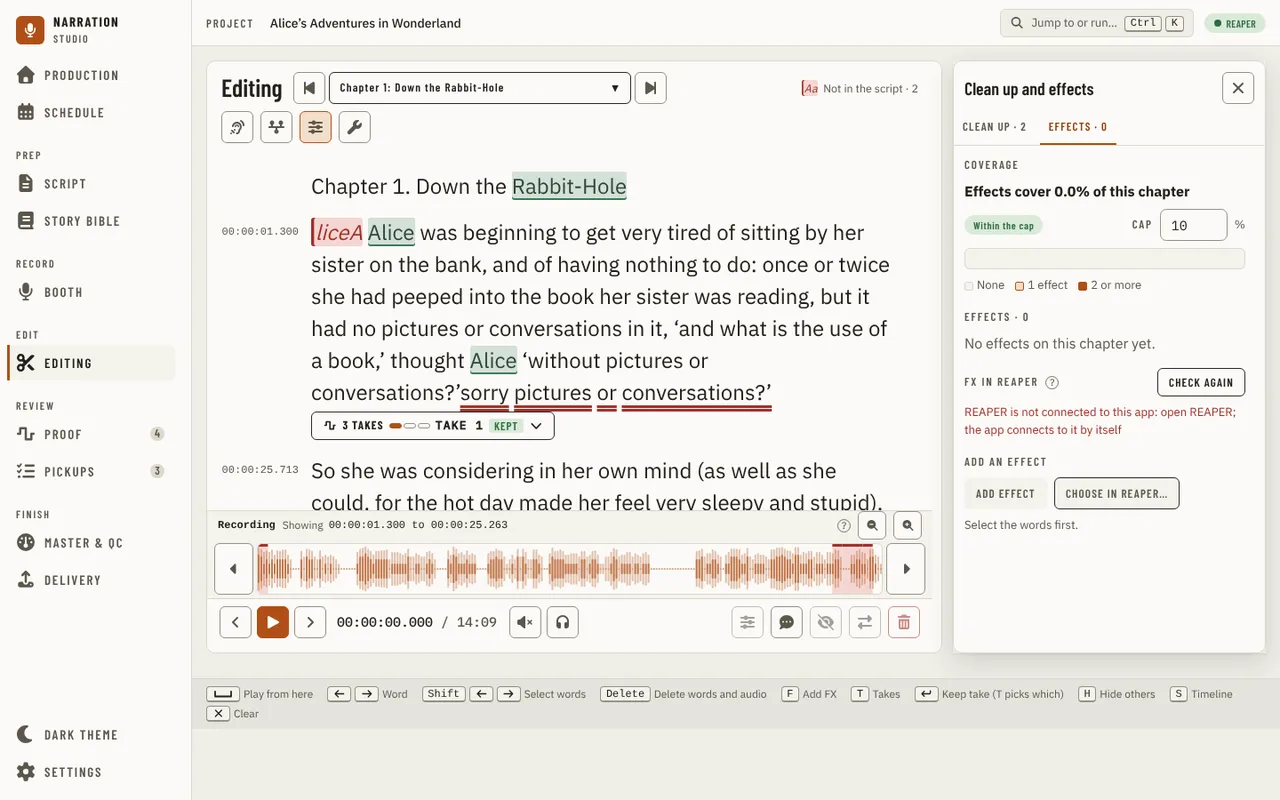 NARRATION
STUDIO
PRODUCTION
SCHEDULE
PREP
SCRIPT
STORY BIBLE
RECORD
BOOTH
EDIT
EDITING
REVIEW
PROOF 4
PICKUPS 3
FINISH
MASTER & QC
DELIVERY
DARK THEME
SETTINGS
PROJECT Alice’s Adventures in Wonderland
Jump to or run... Ctrl K
REAPER
Editing
Chapter 1: Down the Rabbit-Hole
Aa Not in the script · 2
Chapter 1. Down the Rabbit-Hole
00:00:01.300 liceA Alice was beginning to get very tired of sitting by her
sister on the bank, and of having nothing to do: once or twice
she had peeped into the book her sister was reading, but it
had no pictures or conversations in it, ‘and what is the use of
a book,’ thought Alice ‘without pictures or
conversations?’sorry pictures or conversations?’
3 TAKES TAKE 1 KEPT
00:00:25.713 So she was considering in her own mind (as well as she
could, for the hot day made her feel very sleepy and stupid),
Recording Showing 00:00:01.300 to 00:00:25.263 ?
00:00:00.000 / 14:09
Clean up and effects
CLEAN UP · 2 EFFECTS · 0
COVERAGE
Effects cover 0.0% of this chapter
Within the cap CAP 10 %
None 1 effect 2 or more
EFFECTS · 0
No effects on this chapter yet.
FX IN REAPER ? CHECK AGAIN
REAPER is not connected to this app: open REAPER;
the app connects to it by itself
ADD AN EFFECT
ADD EFFECT CHOOSE IN REAPER...
Select the words first.
Play from here ← → Word Shift ← → Select words Delete Delete words and audio F Add FX T Takes ↵ Keep take (T picks which) H Hide others S Timeline
Clear